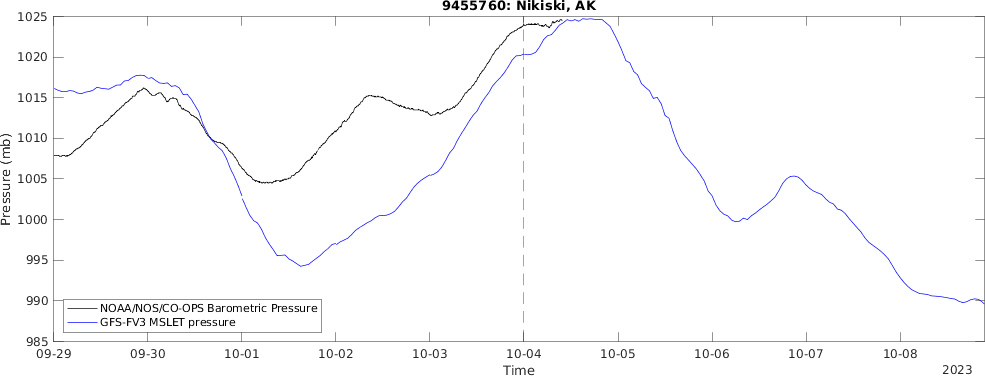 9455760: Nikiski, AK
1025
1020
1015
1010
1005
1000
995
990
985
Pressure (mb)
NOAA/NOS/CO-OPS Barometric Pressure
GFS-FV3 MSLET pressure
09-29 09-30 10-01 10-02 10-03 10-04 10-05 10-06 10-07 10-08
Time
2023